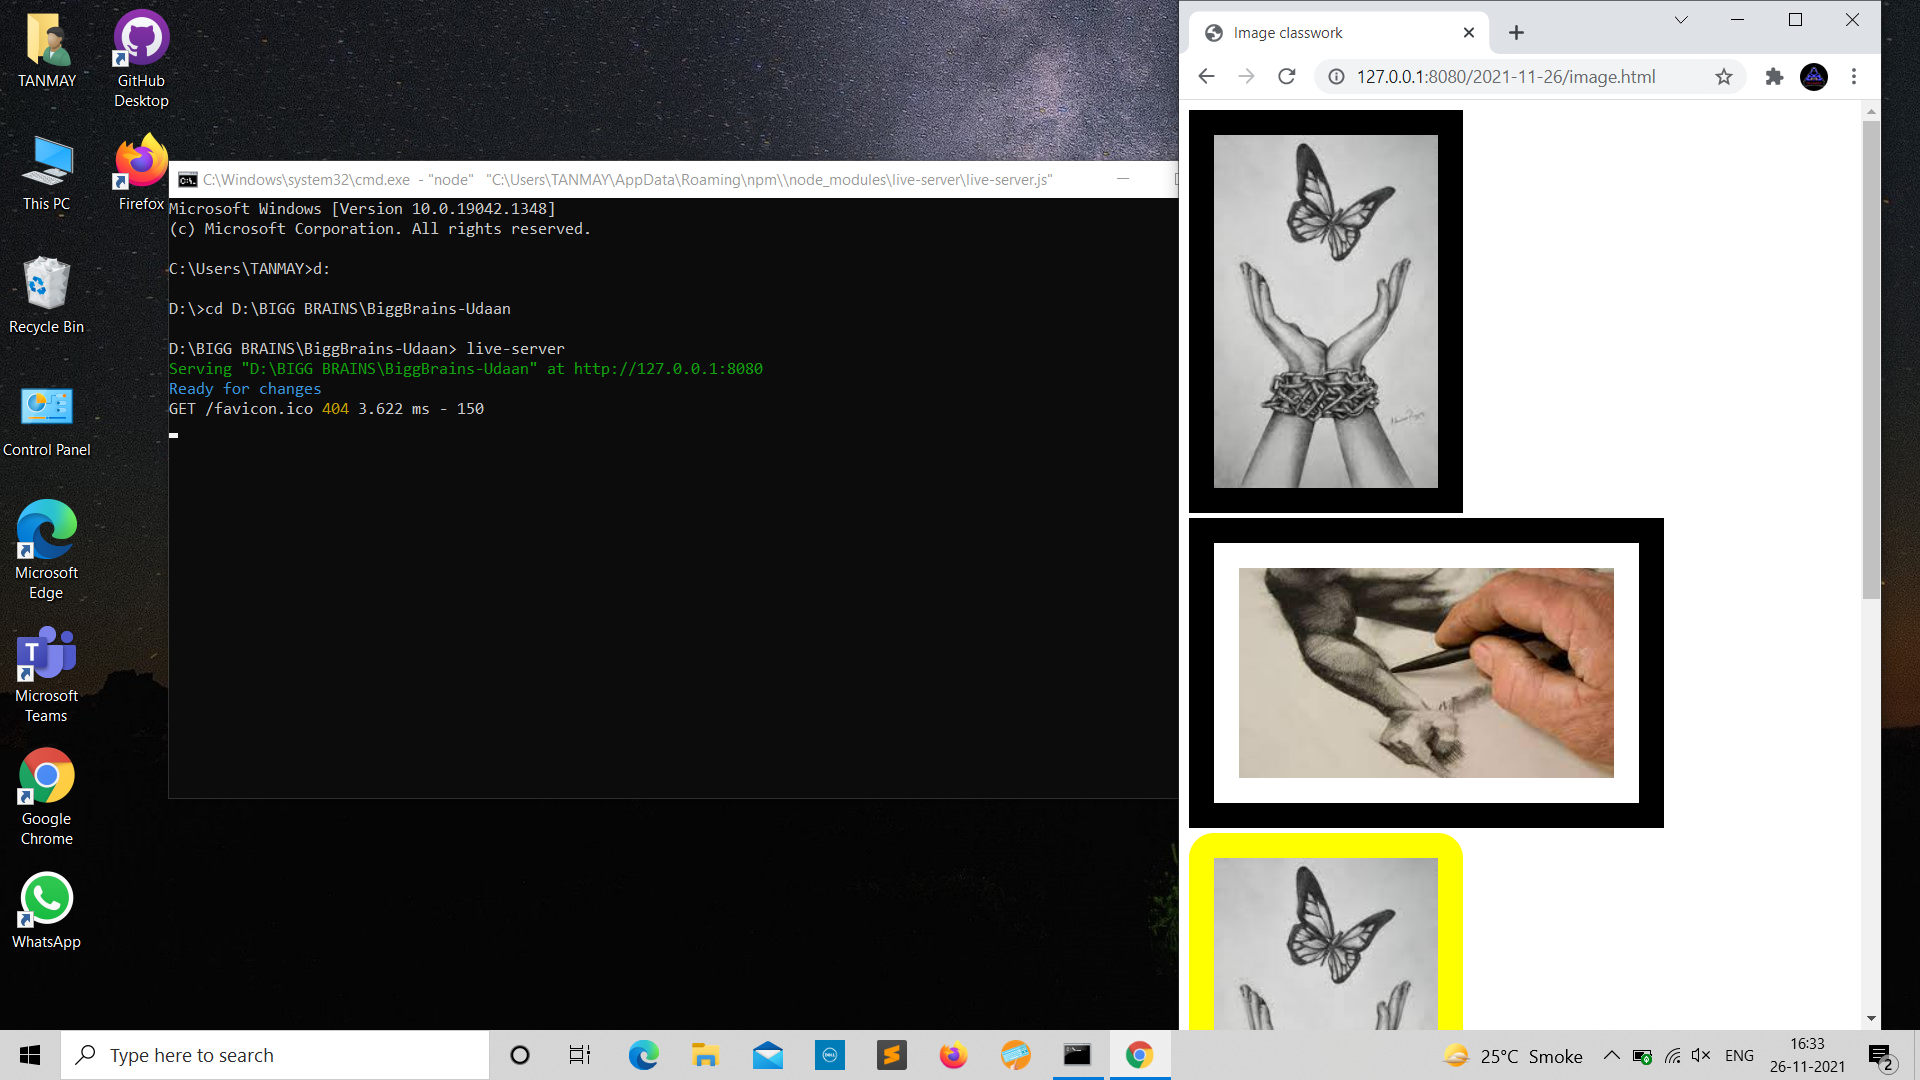 TANMAY
GitHub
Desktop
This PC
Firefox
Recycle Bin
Control Panel
Microsoft
Edge
Microsoft
Teams
Google
Chrome
WhatsApp
C:\Windows\system32\cmd.exe - "node" "C:\Users\TANMAY\AppData\Roaming\npm\\node_modules\live-server\live-server.js"
Microsoft Windows [Version 10.0.19042.1348]
(c) Microsoft Corporation. All rights reserved.
C:\Users\TANMAY>d:
D:\>cd D:\BIGG BRAINS\BiggBrains-Udaan
D:\BIGG BRAINS\BiggBrains-Udaan> live-server
Serving "D:\BIGG BRAINS\BiggBrains-Udaan" at http://127.0.0.1:8080
Ready for changes
GET /favicon.ico 404 3.622 ms - 150
Image classwork
127.0.0.1:8080/2021-11-26/image.html
Type here to search
25°C Smoke
ENG
16:33
26-11-2021
2